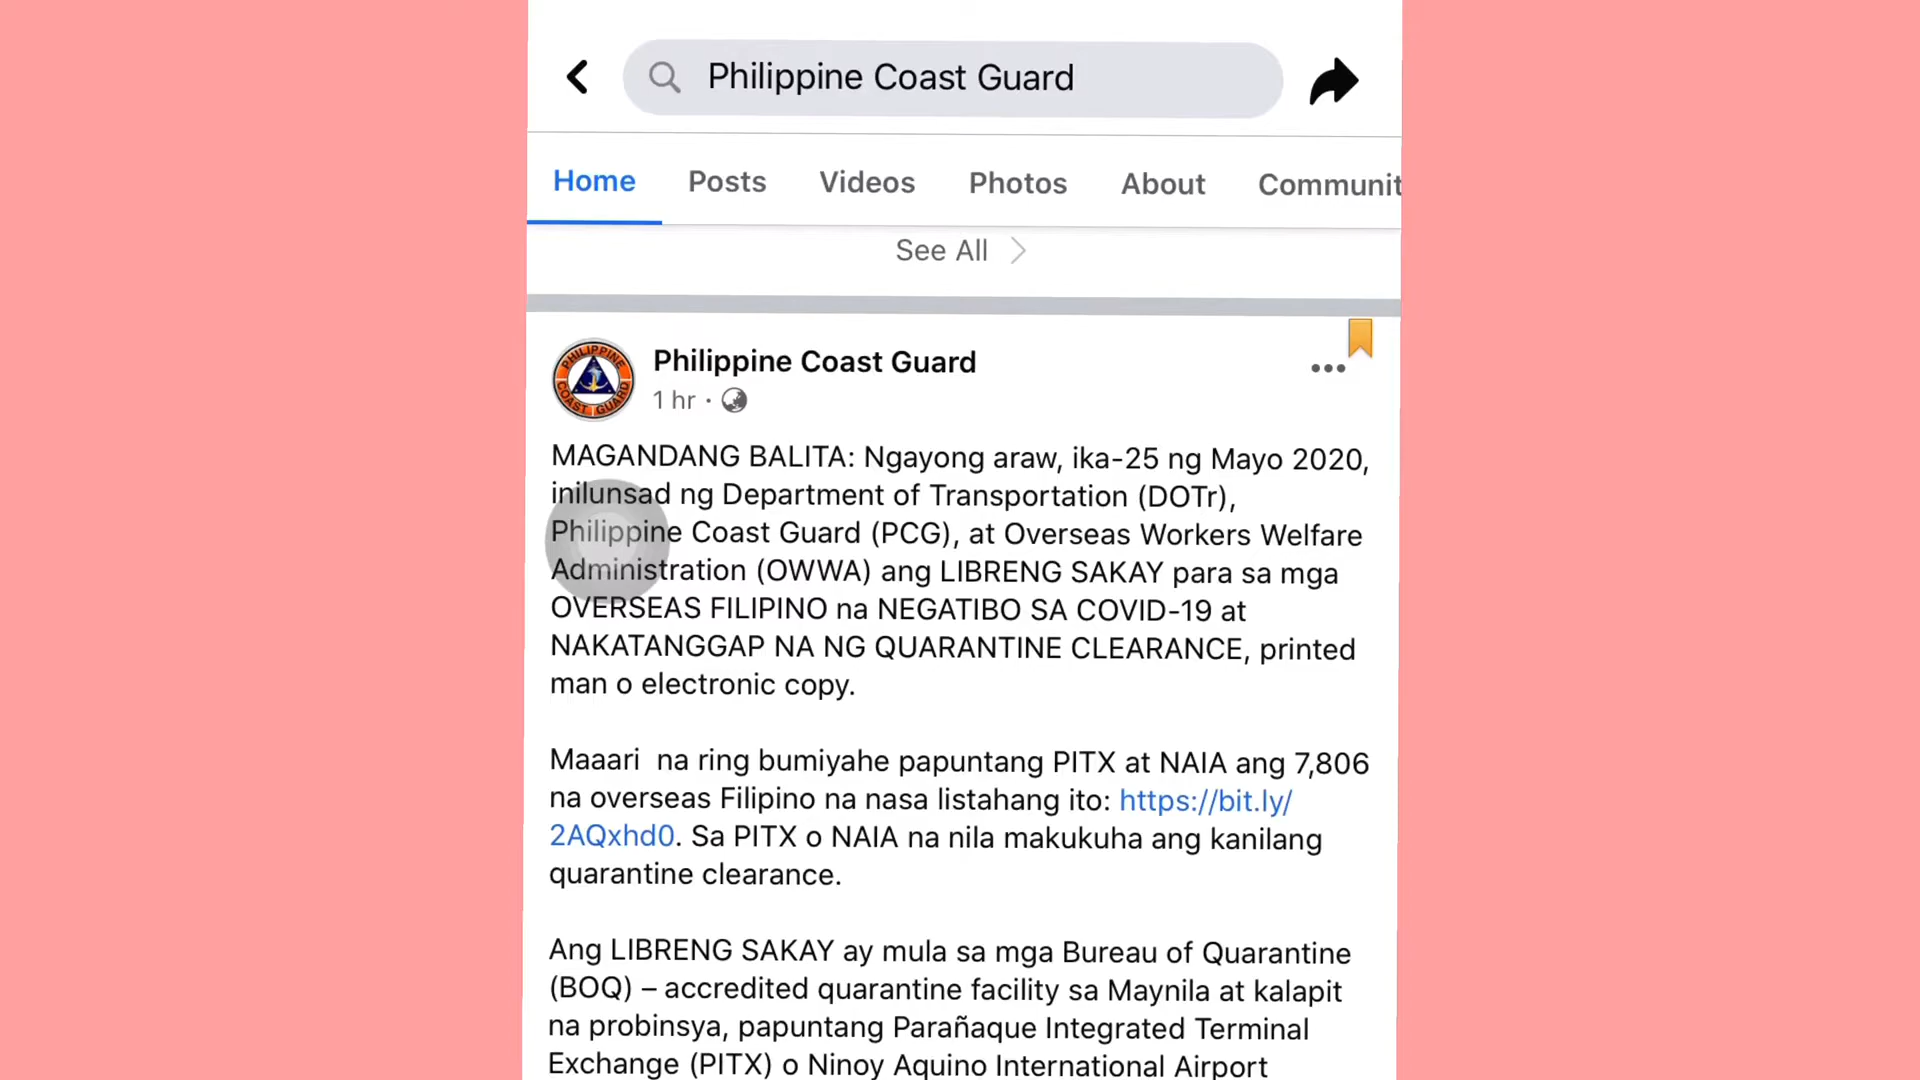 Philippine Coast Guard
Home Posts Videos Photos About Communit
See All
PHILIPPINE COAST GUARD
Philippine Coast Guard
1 hr ·
MAGANDANG BALITA: Ngayong araw, ika-25 ng Mayo 2020,
inilunsad ng Department of Transportation (DOTr),
Philippine Coast Guard (PCG), at Overseas Workers Welfare
Administration (OWWA) ang LIBRENG SAKAY para sa mga
OVERSEAS FILIPINO na NEGATIBO SA COVID-19 at
NAKATANGGAP NA NG QUARANTINE CLEARANCE, printed
man o electronic copy.
Maaari  na ring bumiyahe papuntang PITX at NAIA ang 7,806
na overseas Filipino na nasa listahang ito: https://bit.ly/
2AQxhd0. Sa PITX o NAIA na nila makukuha ang kanilang
quarantine clearance.
Ang LIBRENG SAKAY ay mula sa mga Bureau of Quarantine
(BOQ) – accredited quarantine facility sa Maynila at kalapit
na probinsya, papuntang Parañaque Integrated Terminal
Exchange (PITX) o Ninoy Aquino International Airport